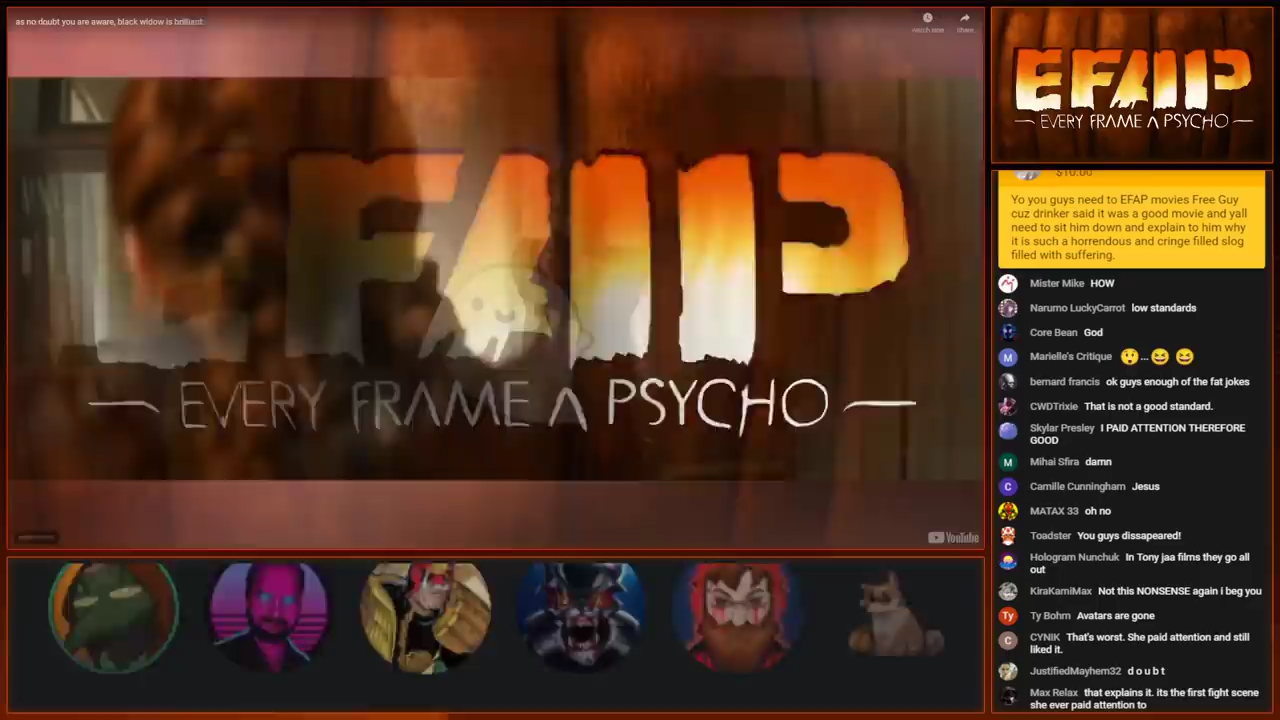 as no doubt you are aware, black widow is brilliant.
Watch later
Share
EFAP
EVERY FRAME A PSYCHO
YouTube
EFAP
EVERY FRAME A PSYCHO
$10.00
Yo you guys need to EFAP movies Free Guy
cuz drinker said it was a good movie and yall
need to sit him down and explain to him why
it is such a horrendous and cringe filled slog
filled with suffering.
Mister Mike HOW
Narumo LuckyCarrot low standards
Core Bean God
M Marielle's Critique 😲...😆 😆
bernard francis ok guys enough of the fat jokes
CWDTrixie That is not a good standard.
Skylar Presley I PAID ATTENTION THEREFORE
GOOD
M Mihai Sfira damn
C Camille Cunningham Jesus
MATAX 33 oh no
Toadster You guys dissapeared!
Hologram Nunchuk In Tony jaa films they go all
out
KiraKamiMax Not this NONSENSE again i beg you
Ty Ty Bohm Avatars are gone
C CYNIK That's worst. She paid attention and still
liked it.
JustifiedMayhem32 d o u b t
Max Relax that explains it. its the first fight scene
she ever paid attention to